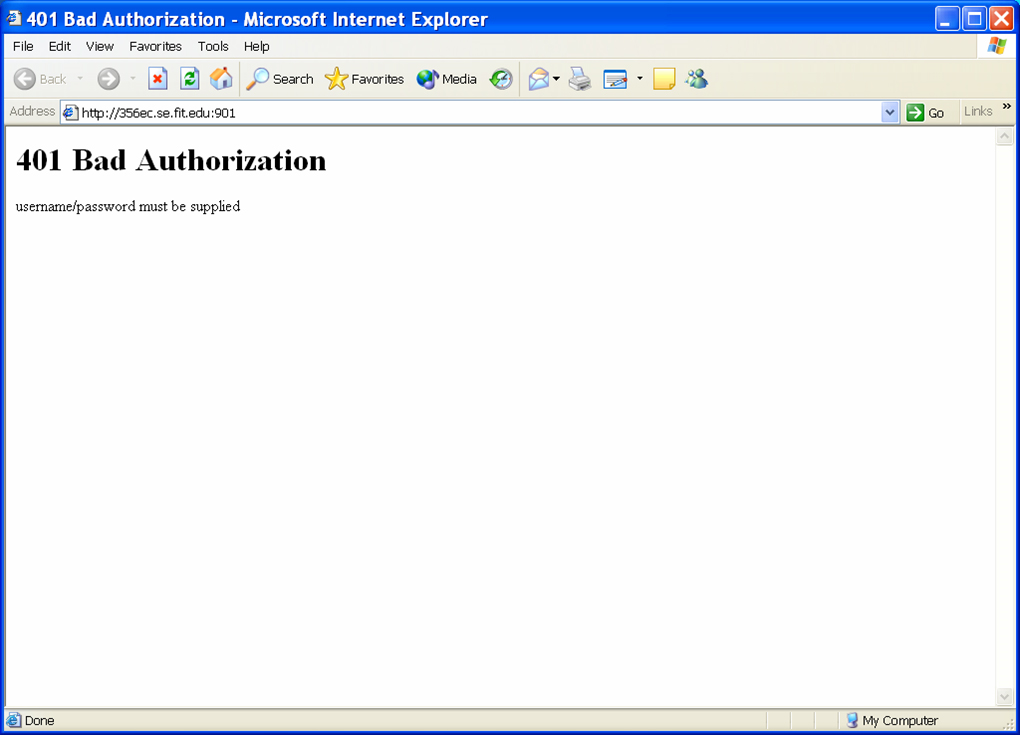 401 Bad Authorization - Microsoft Internet Explorer
File Edit View Favorites Tools Help
Back Search Favorites Media
Address http://356ec.se.fit.edu:901 Go Links »
401 Bad Authorization
username/password must be supplied
Done My Computer